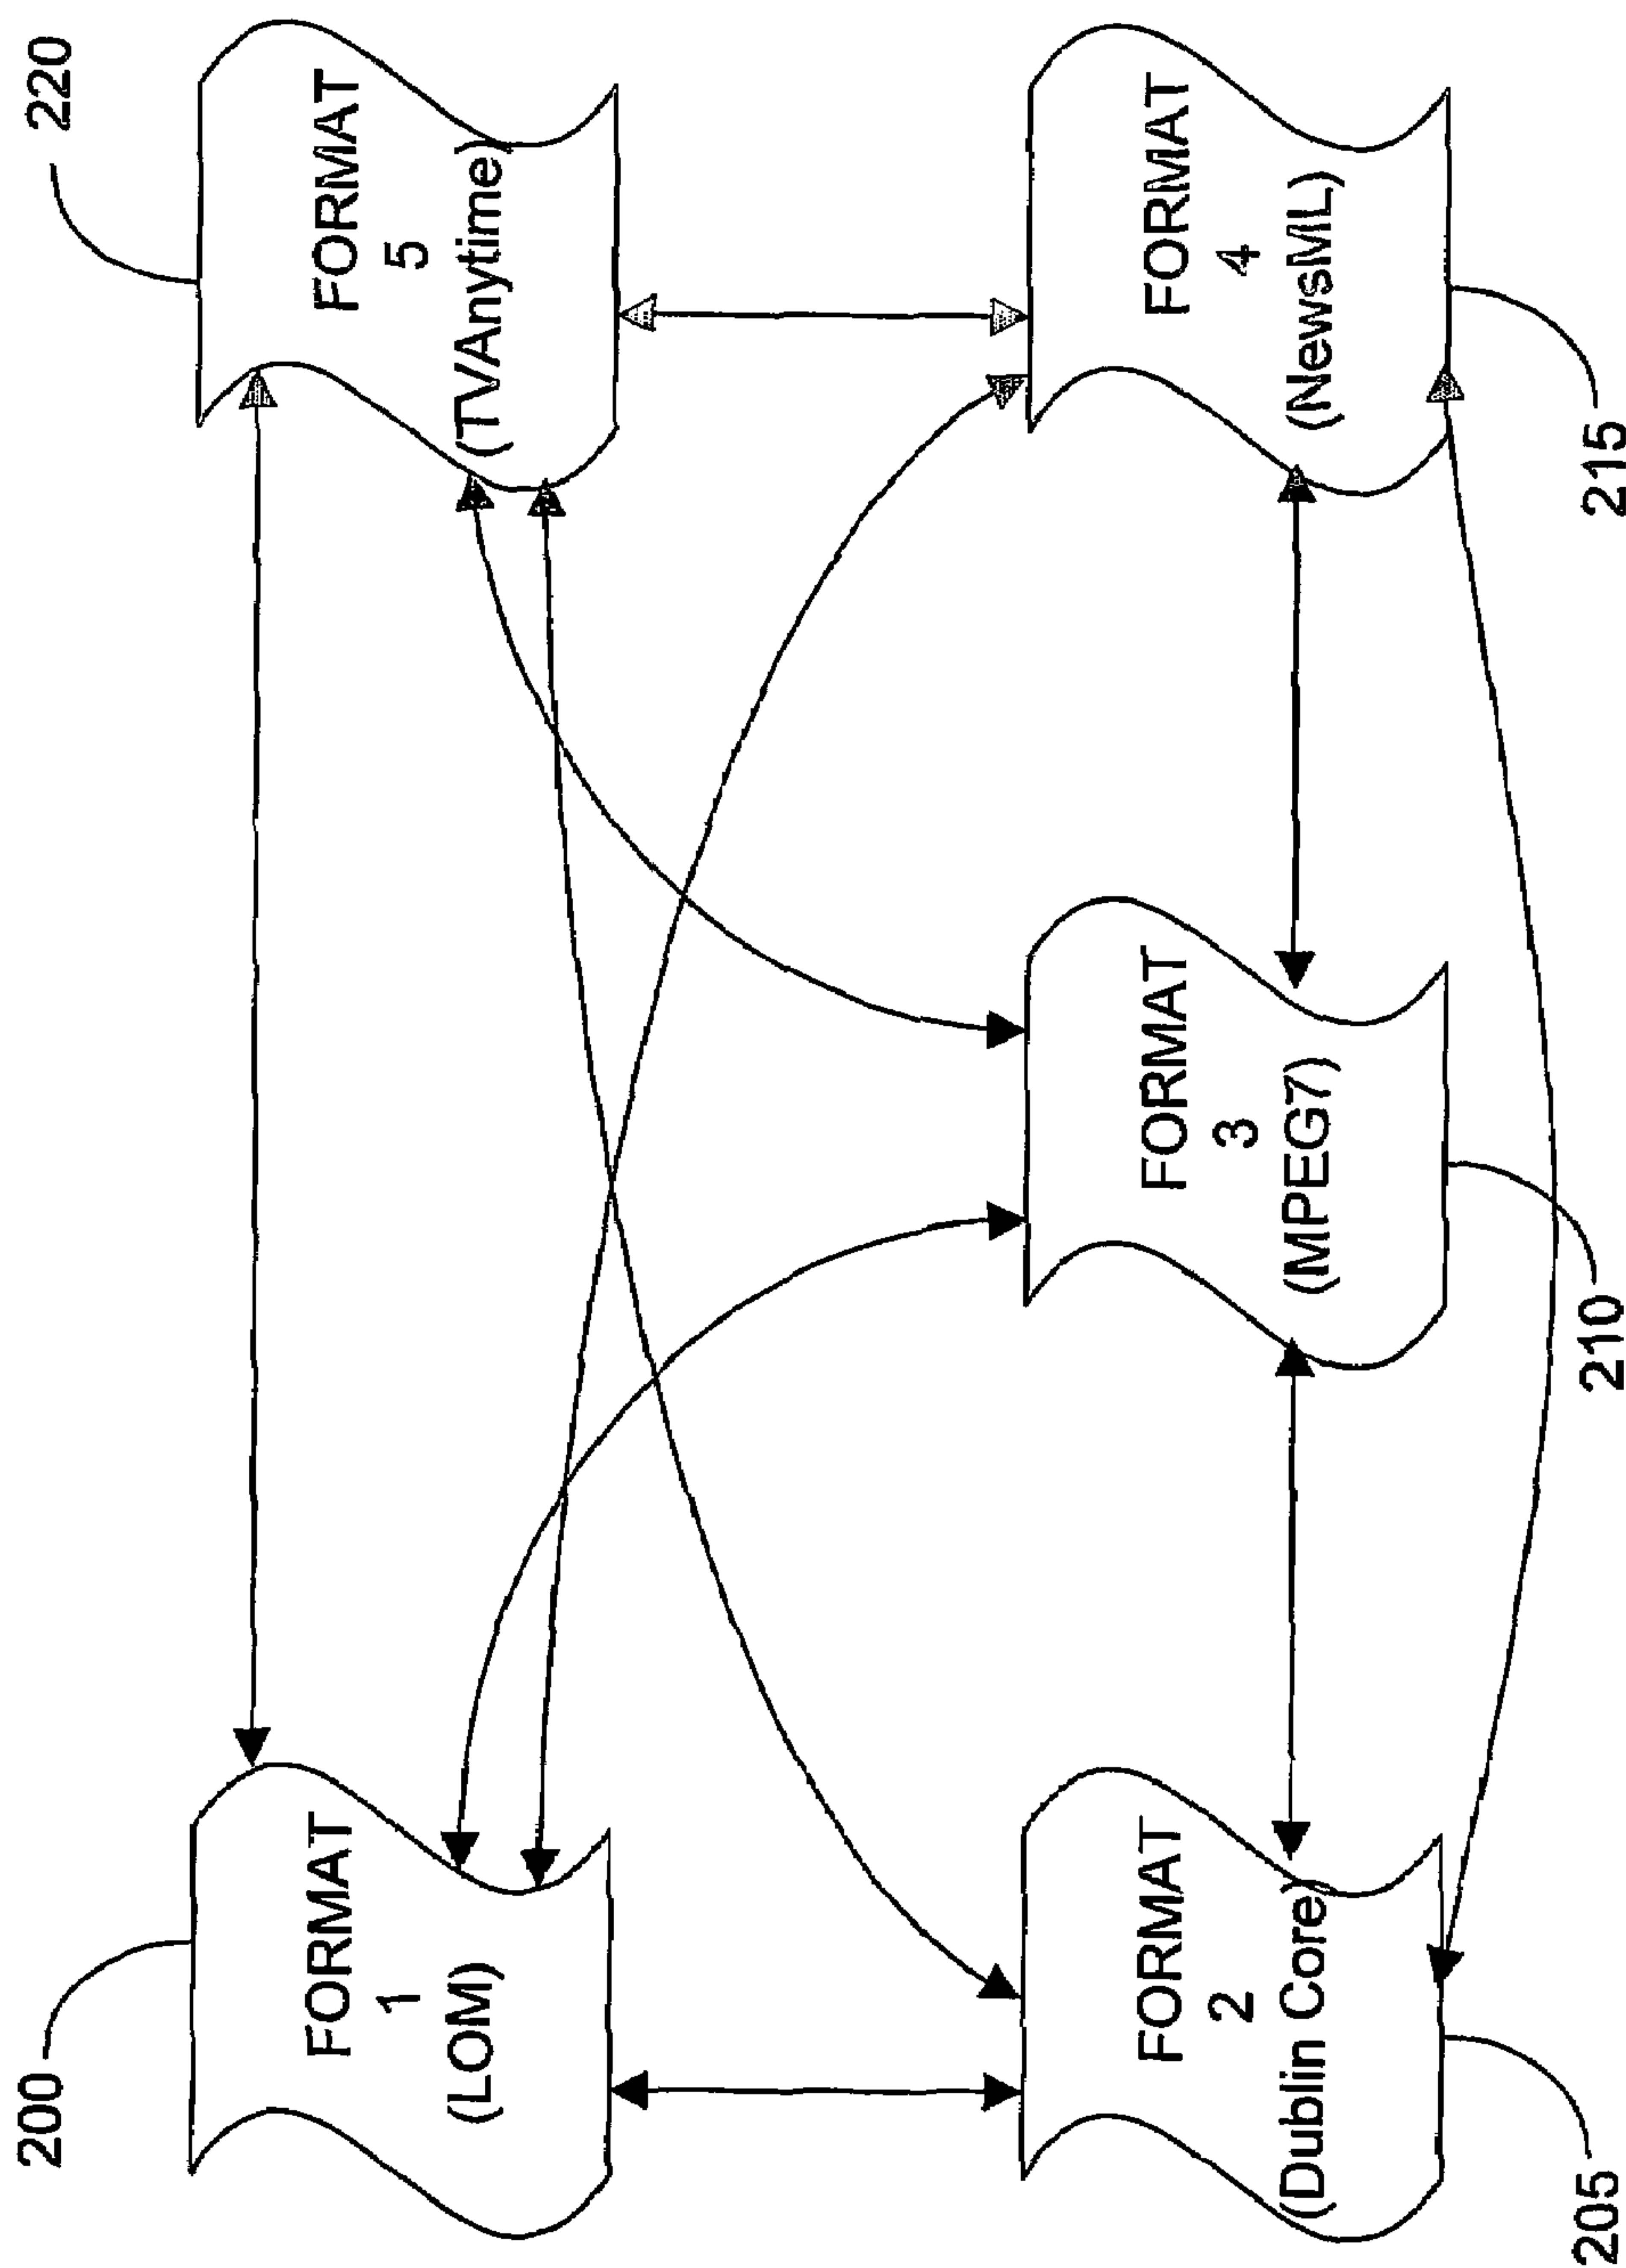 200
FORMAT
1
(LOM)
FORMAT
5
(TVAnytime)
220
FORMAT
2
(Dublin Core)
205
FORMAT
3
(MPEG7)
210
FORMAT
4
(NewsML)
215